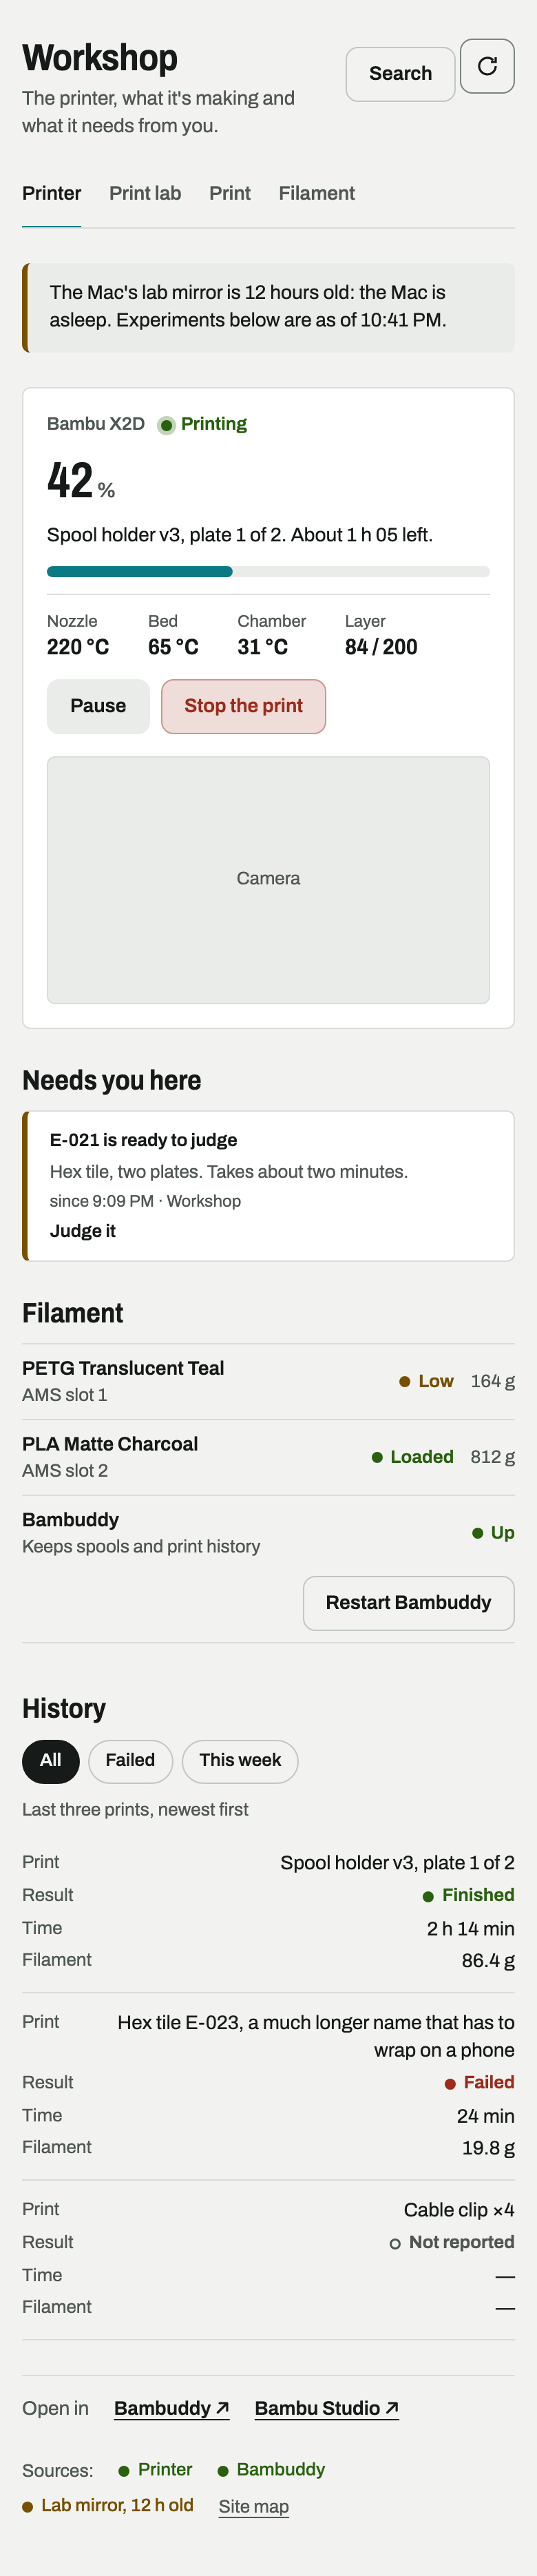 Workshop
The printer, what it's making and
what it needs from you.
Search
Printer
Print lab
Print
Filament
The Mac's lab mirror is 12 hours old: the Mac is
asleep. Experiments below are as of 10:41 PM.
Bambu X2D
Printing
42 %
Spool holder v3, plate 1 of 2. About 1 h 05 left.
Nozzle
220 °C
Bed
65 °C
Chamber
31 °C
Layer
84 / 200
Pause
Stop the print
Camera
Needs you here
E-021 is ready to judge
Hex tile, two plates. Takes about two minutes.
since 9:09 PM · Workshop
Judge it
Filament
PETG Translucent Teal
AMS slot 1
Low 164 g
PLA Matte Charcoal
AMS slot 2
Loaded 812 g
Bambuddy
Keeps spools and print history
Up
Restart Bambuddy
History
All
Failed
This week
Last three prints, newest first
Print Spool holder v3, plate 1 of 2
Result Finished
Time 2 h 14 min
Filament 86.4 g
Print Hex tile E-023, a much longer name that has to
wrap on a phone
Result Failed
Time 24 min
Filament 19.8 g
Print Cable clip ×4
Result Not reported
Time —
Filament —
Open in Bambuddy ↗ Bambu Studio ↗
Sources: Printer Bambuddy
Lab mirror, 12 h old Site map